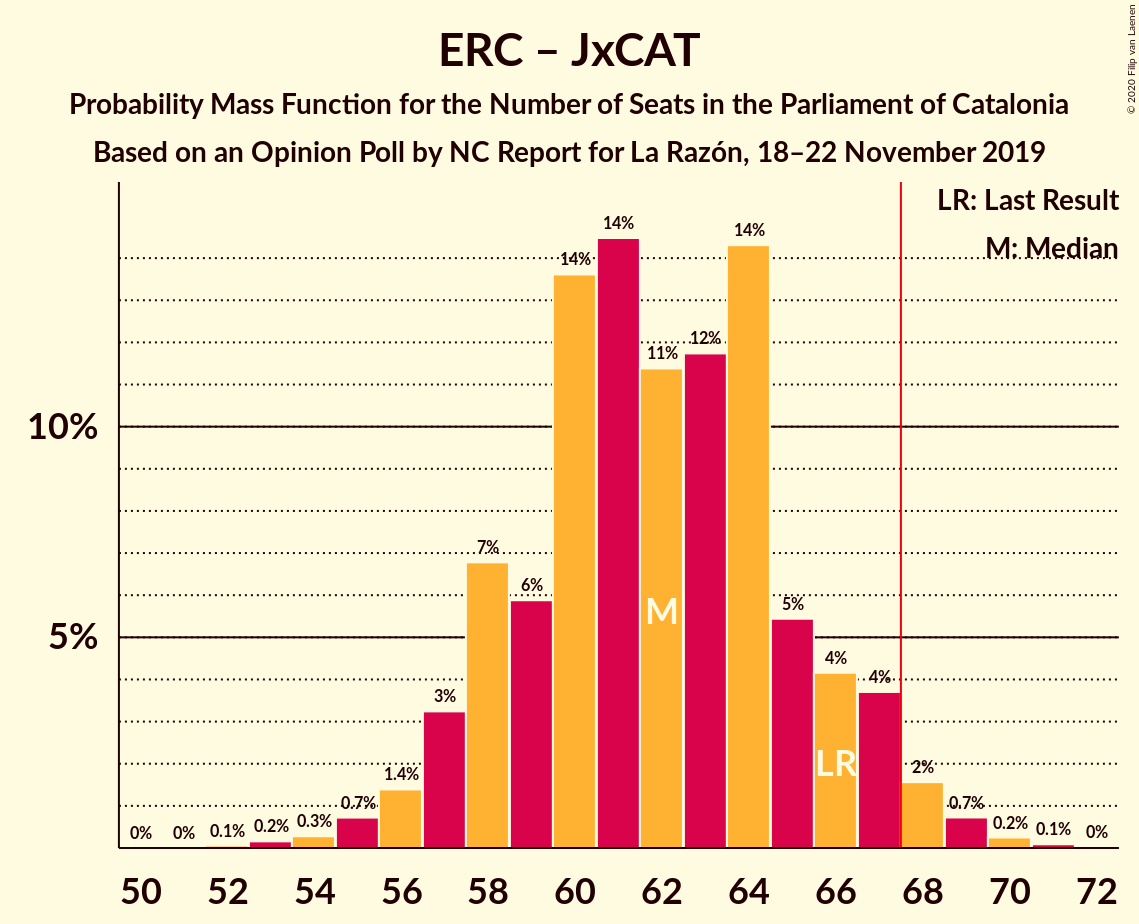 ERC – JxCAT
Probability Mass Function for the Number of Seats in the Parliament of Catalonia
Based on an Opinion Poll by NC Report for La Razón, 18–22 November 2019
© 2020 Filip van Laenen
LR: Last Result
M: Median
10%
5%
0%
0%
0.1%
0.2%
0.3%
0.7%
1.4%
3%
7%
6%
14%
14%
11%
12%
14%
5%
4%
4%
2%
0.7%
0.2%
0.1%
0%
M
LR
50 52 54 56 58 60 62 64 66 68 70 72